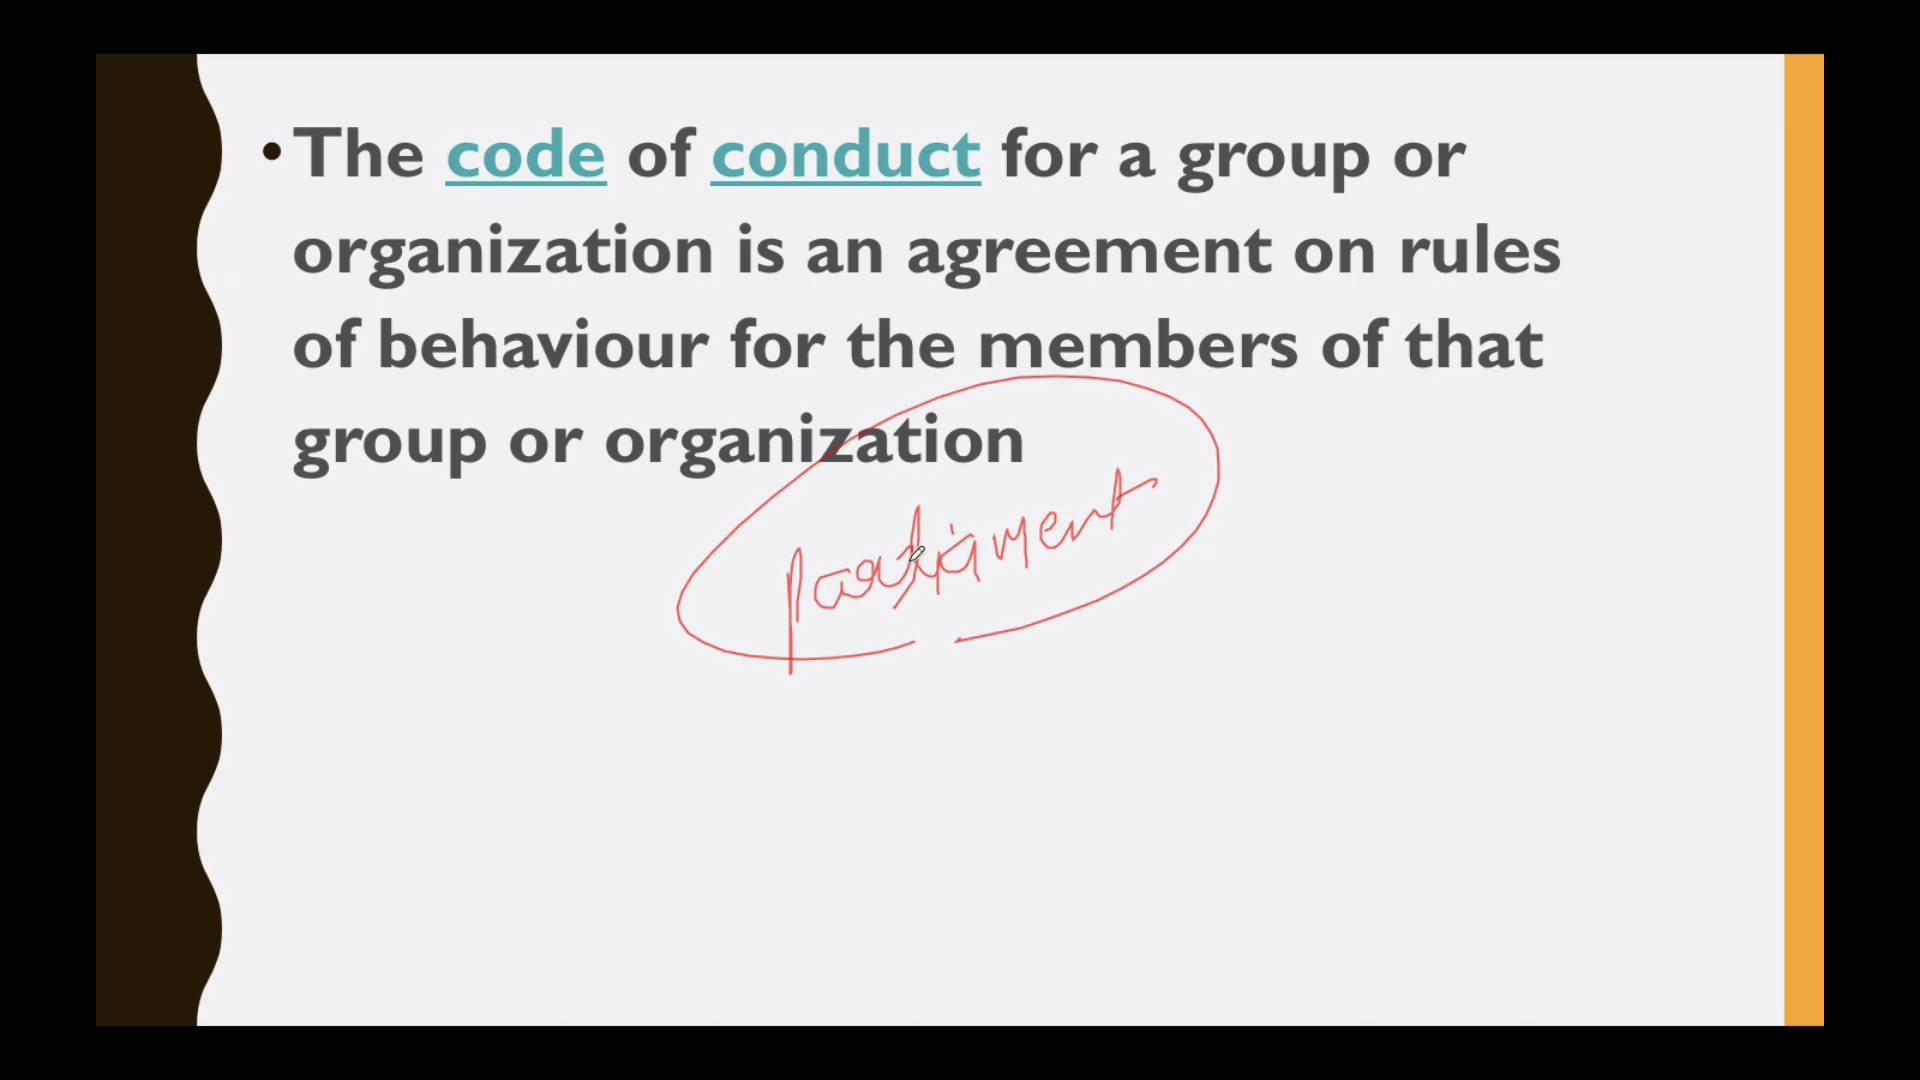 • The code of conduct for a group or
organization is an agreement on rules
of behaviour for the members of that
group or organization
parliament